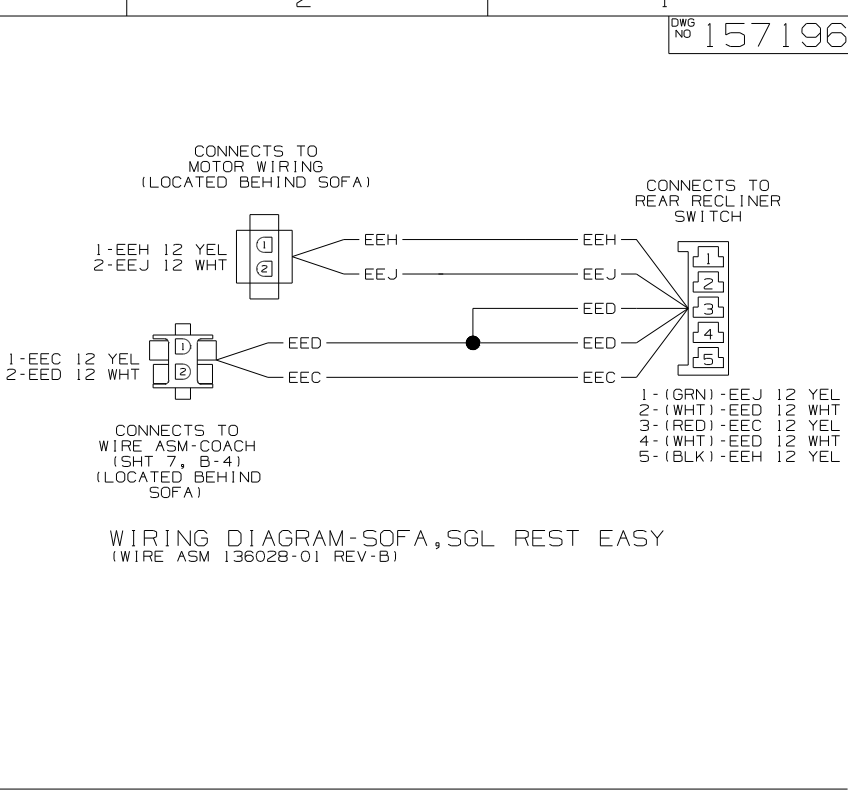 2
1
DWG
NO 157196
CONNECTS TO
MOTOR WIRING
(LOCATED BEHIND SOFA)
CONNECTS TO
REAR RECLINER
SWITCH
1-EEH 12 YEL
2-EEJ 12 WHT
1
2
EEH
EEH
EEJ
EEJ
EED
EED
EED
EEC
EEC
1
2
3
4
5
1-EEC 12 YEL
2-EED 12 WHT
1
2
1-(GRN)-EEJ 12 YEL
2-(WHT)-EED 12 WHT
3-(RED)-EEC 12 YEL
4-(WHT)-EED 12 WHT
5-(BLK)-EEH 12 YEL
CONNECTS TO
WIRE ASM-COACH
(SHT 7, B-4)
(LOCATED BEHIND
SOFA)
WIRING DIAGRAM-SOFA,SGL REST EASY
(WIRE ASM 136028-01 REV-B)